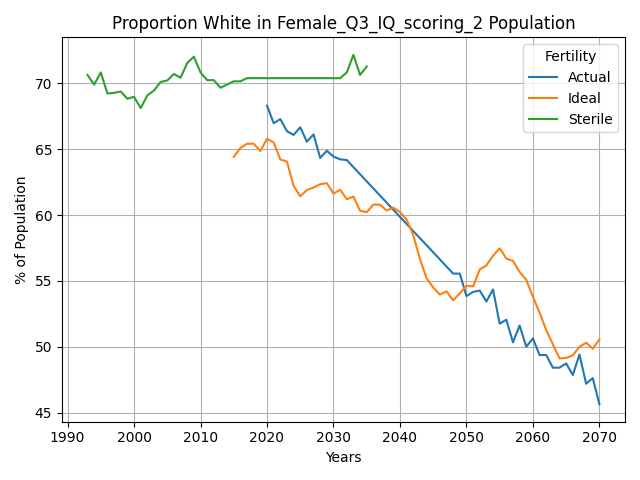 Proportion White in Female_Q3_IQ_scoring_2 Population
Fertility
Actual
Ideal
Sterile
% of Population
70
65
60
55
50
45
1990 2000 2010 2020 2030 2040 2050 2060 2070
Years